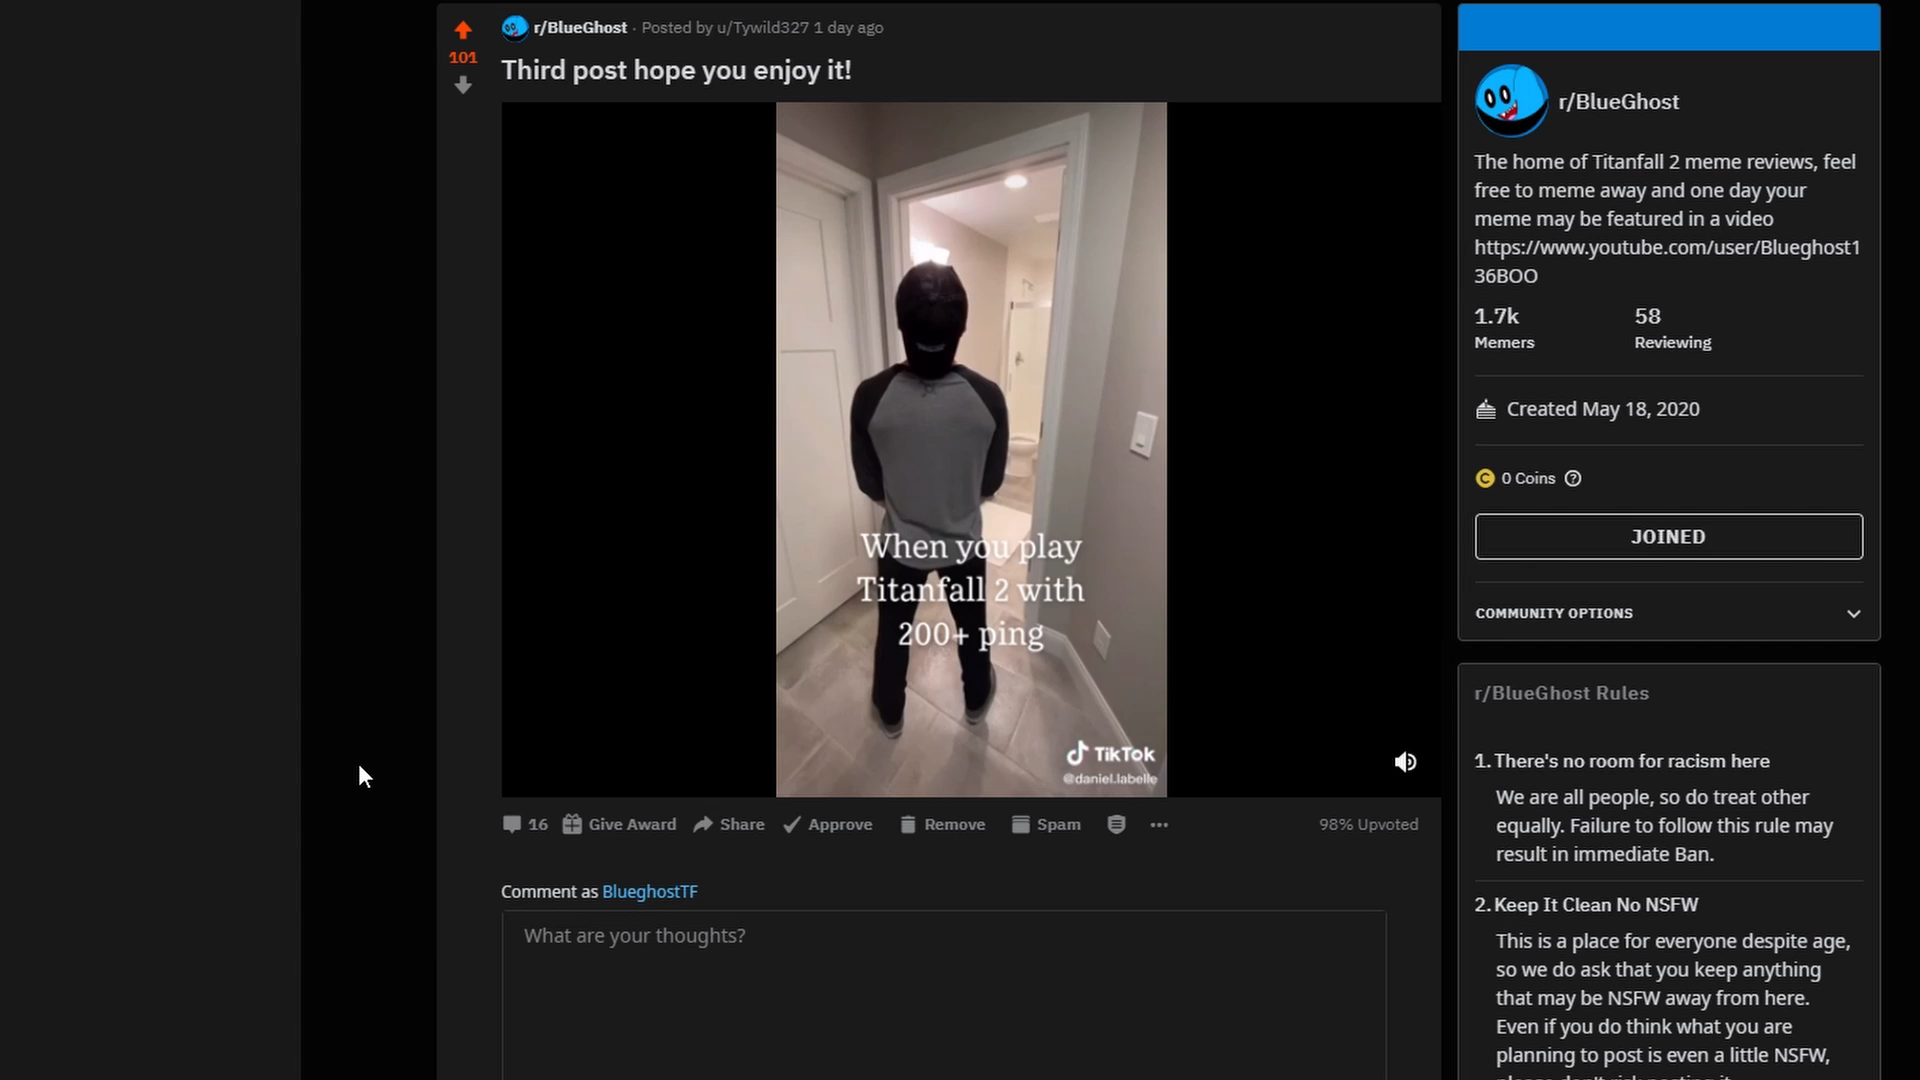 r/BlueGhost · Posted by u/Tywild327 1 day ago
101
Third post hope you enjoy it!
When you play
Titanfall 2 with
200+ ping
TikTok
@daniel.labelle
16 Give Award Share Approve Remove Spam ... 98% Upvoted
Comment as BlueghostTF
What are your thoughts?
r/BlueGhost
The home of Titanfall 2 meme reviews, feel
free to meme away and one day your
meme may be featured in a video
https://www.youtube.com/user/Blueghost1
36BOO
1.7k 58
Memers Reviewing
Created May 18, 2020
C 0 Coins ?
JOINED
COMMUNITY OPTIONS
r/BlueGhost Rules
1. There's no room for racism here
We are all people, so do treat other
equally. Failure to follow this rule may
result in immediate Ban.
2. Keep It Clean No NSFW
This is a place for everyone despite age,
so we do ask that you keep anything
that may be NSFW away from here.
Even if you do think what you are
planning to post is even a little NSFW,